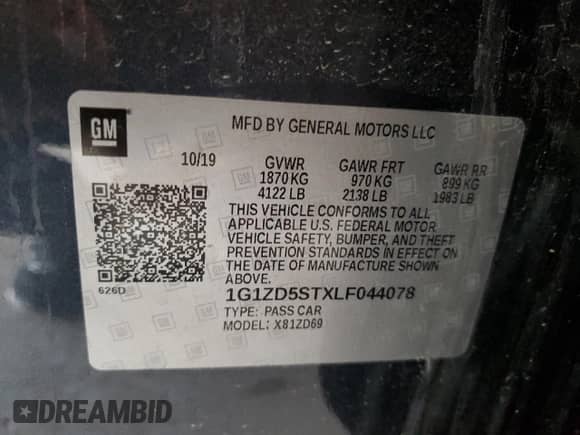 GM
MFD BY GENERAL MOTORS LLC
10/19
GVWR
1870 KG
4122 LB
GAWR FRT
970 KG
2138 LB
GAWR RR
899 KG
1983 LB
THIS VEHICLE CONFORMS TO ALL
APPLICABLE U.S. FEDERAL MOTOR
VEHICLE SAFETY, BUMPER, AND THEFT
PREVENTION STANDARDS IN EFFECT ON
THE DATE OF MANUFACTURE SHOWN
ABOVE.
626D
1G1ZD5STXLF044078
TYPE: PASS CAR
MODEL: X81ZD69
DREAMBID